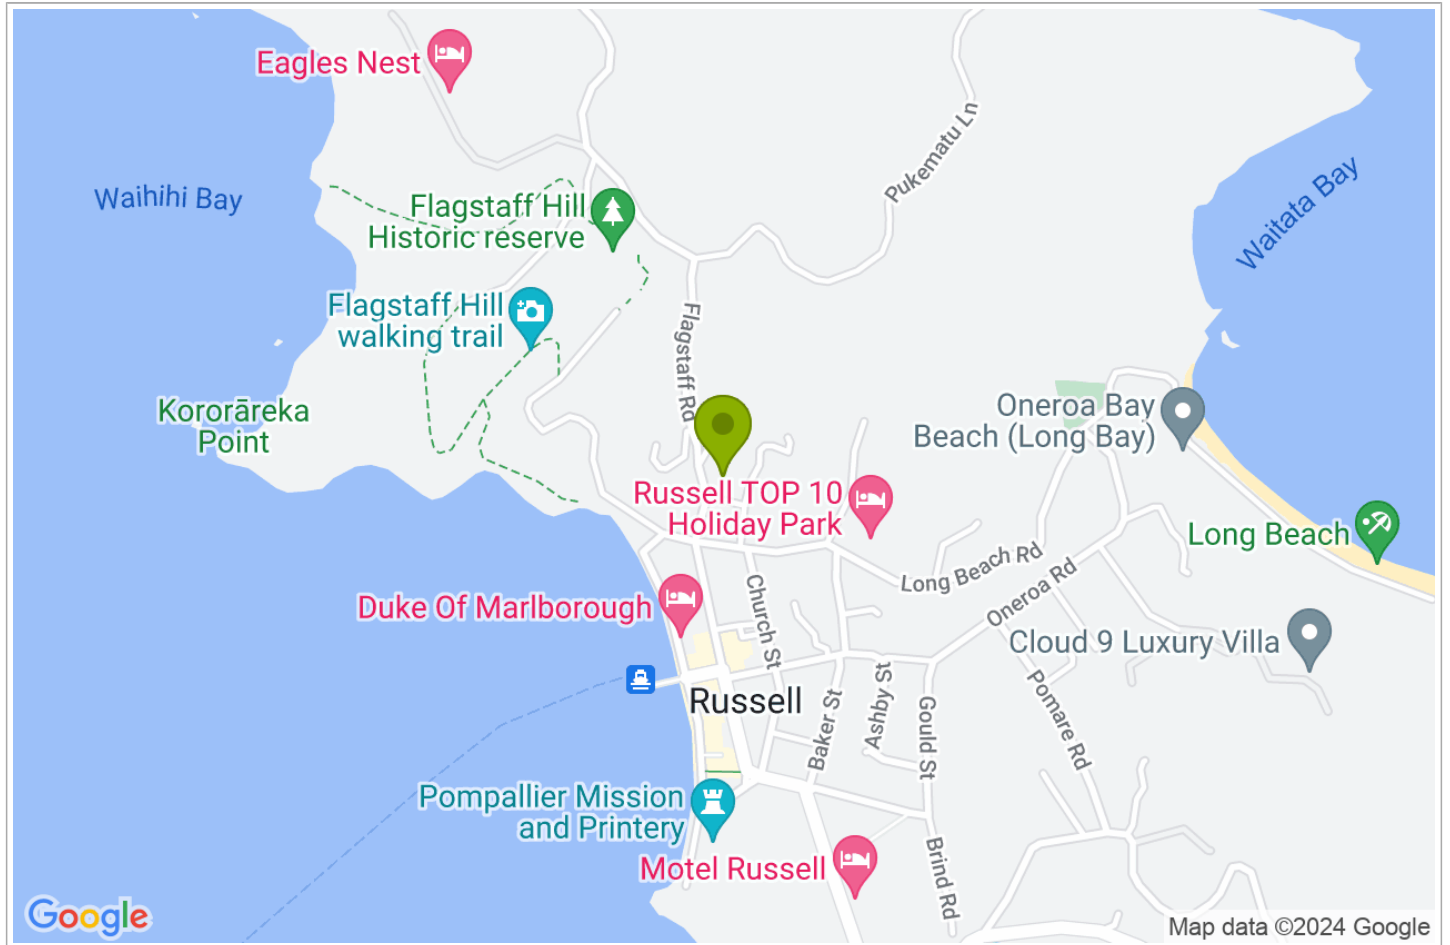 Eagles Nest
Pukematu Ln
Waihihi Bay
Waitata Bay
Flagstaff Hill
Historic reserve
Flagstaff Hill
walking trail
Flagstaff Rd
Kororāreka
Point
Oneroa Bay
Beach (Long Bay)
Russell TOP 10
Holiday Park
Long Beach
Long Beach Rd
Oneroa Rd
Duke Of Marlborough
Church St
Cloud 9 Luxury Villa
Russell
Baker St
Ashby St
Gould St
Pomare Rd
Pompallier Mission
and Printery
Motel Russell
Brind Rd
Google
Map data ©2024 Google